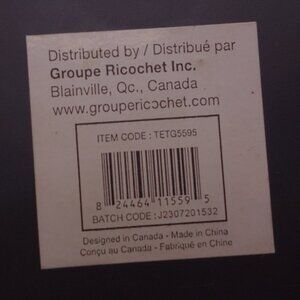 Distributed by / Distribué par
Groupe Ricochet Inc.
Blainville, Qc., Canada
www.groupericochet.com
ITEM CODE : TETG5595
8 24464 11559 5
BATCH CODE : J2307201532
Designed in Canada - Made in China
Conçu au Canada - Fabriqué en Chine